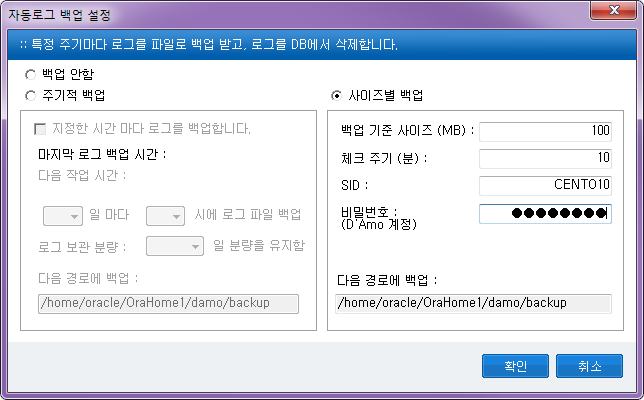 자동로그 백업 설정
:: 특정 주기마다 로그를 파일로 백업 받고, 로그를 DB에서 삭제합니다.
백업 안함
주기적 백업
지정한 시간 마다 로그를 백업합니다.
마지막 로그 백업 시간 :
다음 작업 시간 :
일 마다 시에 로그 파일 백업
로그 보관 분량 : 일 분량을 유지함
다음 경로에 백업 :
/home/oracle/OraHome1/damo/backup
사이즈별 백업
백업 기준 사이즈 (MB) : 100
체크 주기 (분) : 10
SID : CENTO10
비밀번호 : ●●●●●●●●
(D'Amo 계정)
다음 경로에 백업 :
/home/oracle/OraHome1/damo/backup
확인 취소